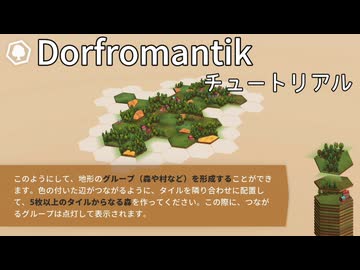 Dorfromantik
チュートリアル
このようにして、地形のグループ（森や村など）を形成することができ
ます。色の付いた辺がつながるように、タイルを隣り合わせに配置し
て、5枚以上のタイルからなる森を作ってください。この際に、つなが
るグループは点灯して表示されます。